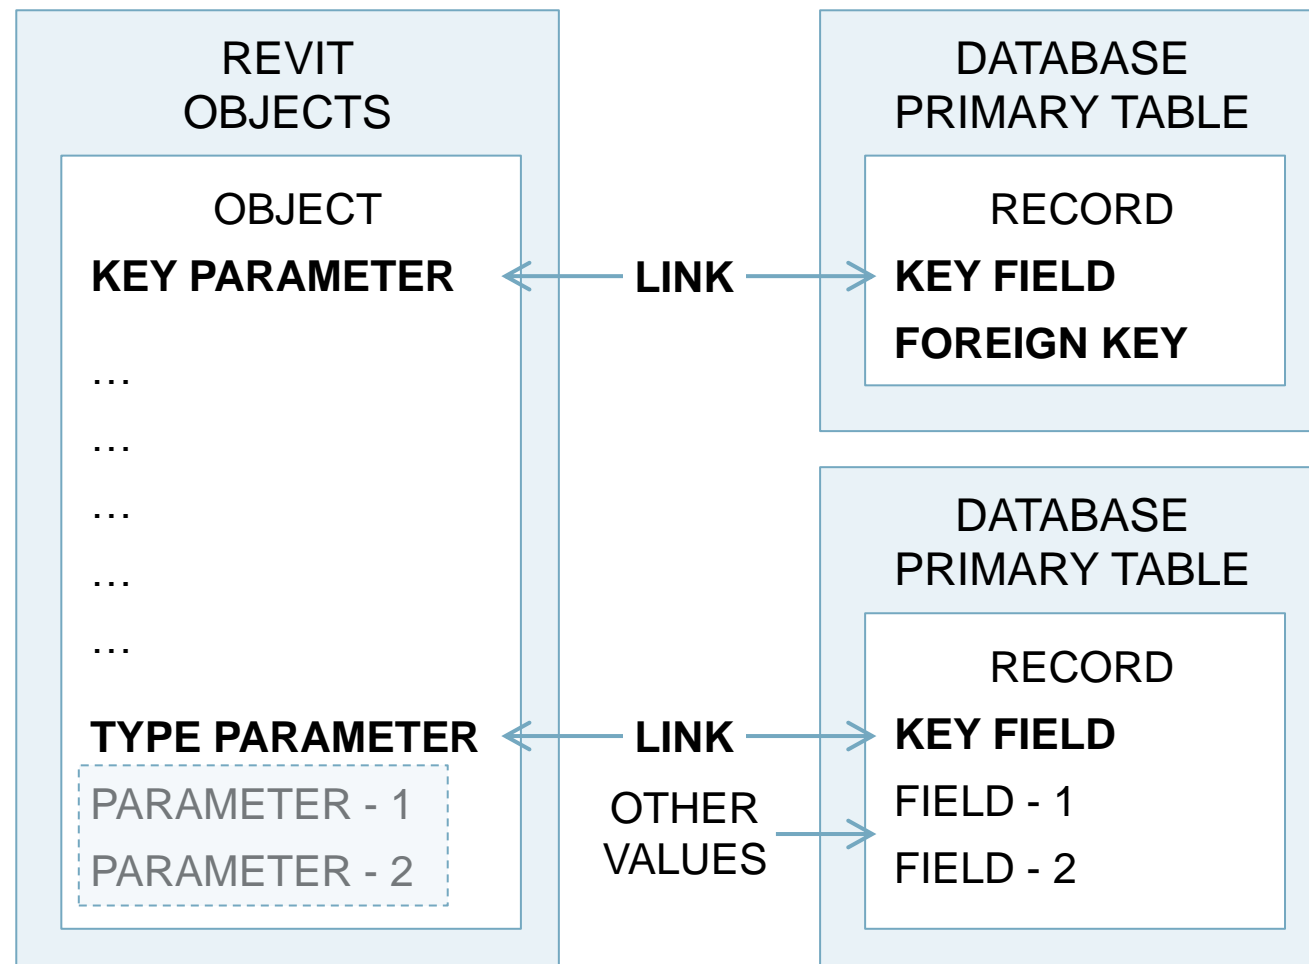 REVIT
OBJECTS
OBJECT
KEY PARAMETER
…
…
…
…
…
TYPE PARAMETER
PARAMETER - 1
PARAMETER - 2
LINK
LINK
OTHER
VALUES
DATABASE
PRIMARY TABLE
RECORD
KEY FIELD
FOREIGN KEY
DATABASE
PRIMARY TABLE
RECORD
KEY FIELD
FIELD - 1
FIELD - 2